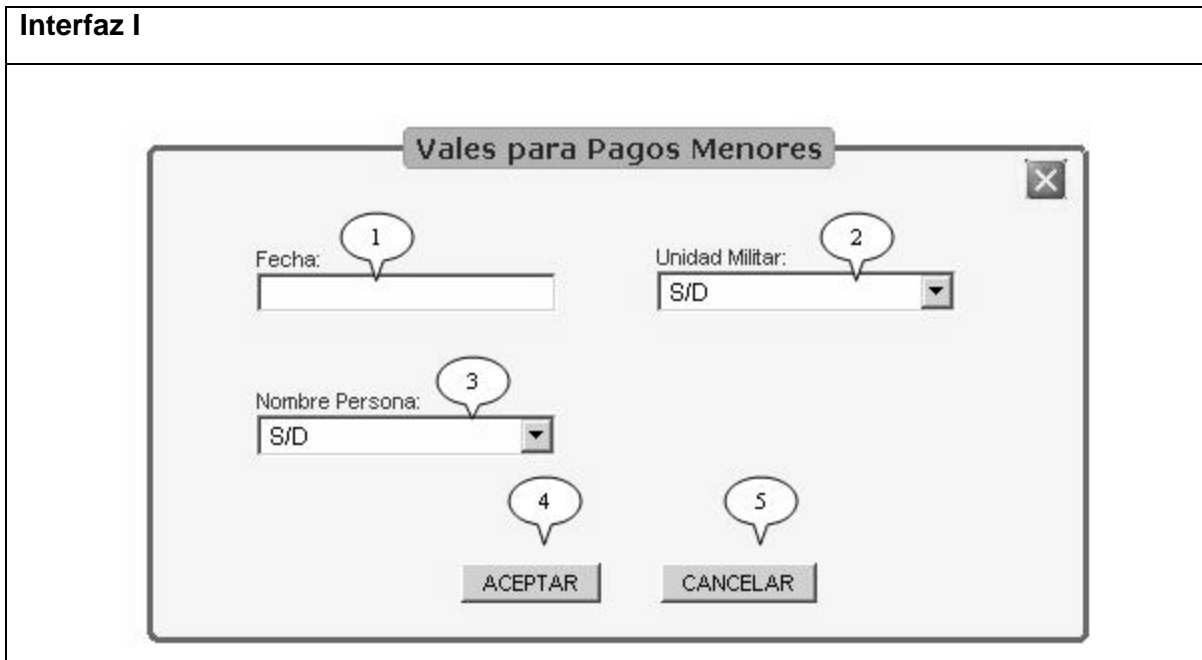 Interfaz I
Vales para Pagos Menores
1
2
Fecha:
Unidad Militar:
S/D
3
Nombre Persona:
S/D
4
5
ACEPTAR
CANCELAR